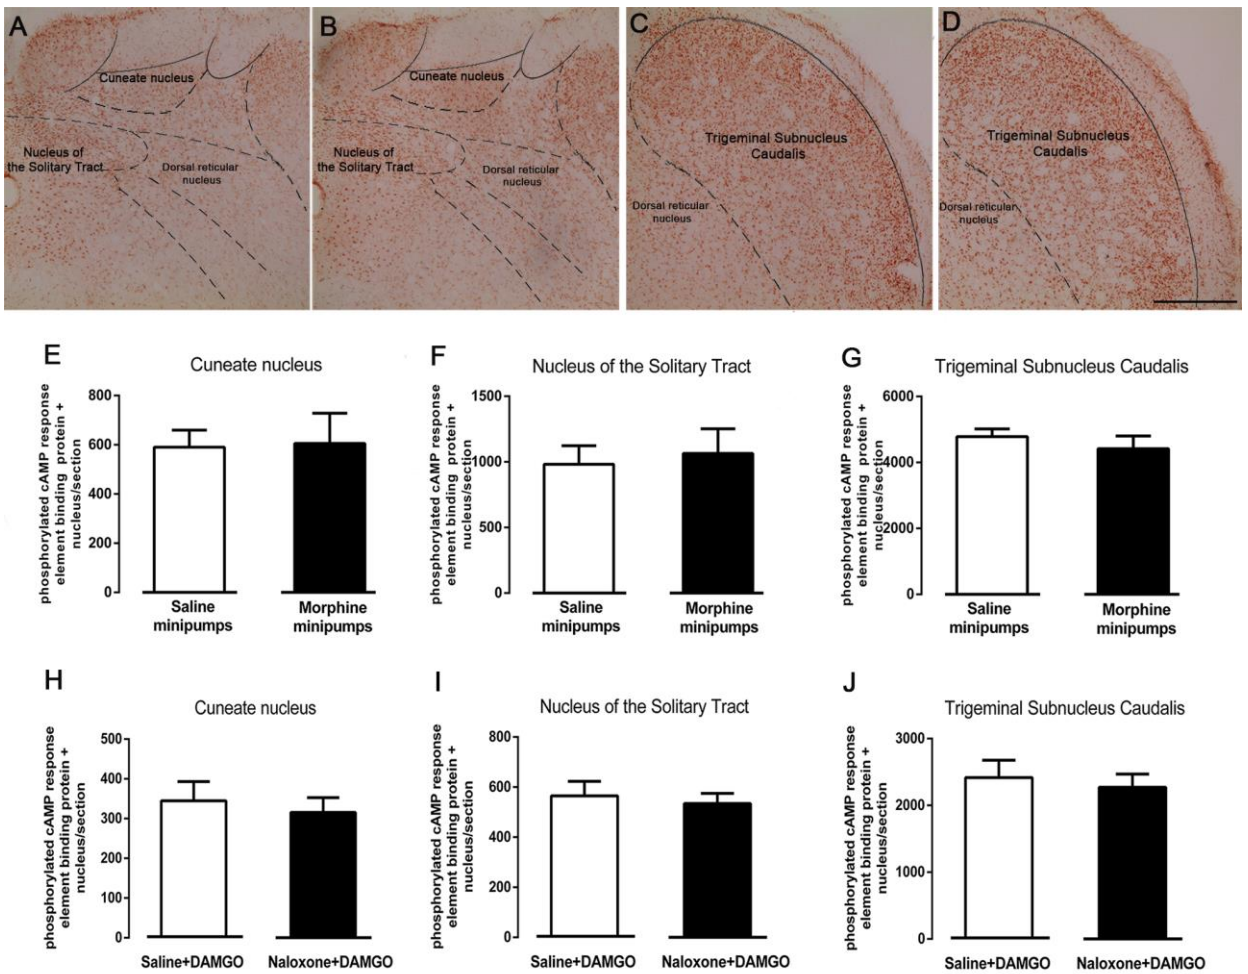 A
Cuneate nucleus
Nucleus of
the Solitary Tract
Dorsal reticular
nucleus
B
Cuneate nucleus
Nucleus of
the Solitary Tract
Dorsal reticular
nucleus
C
Trigeminal Subnucleus
Caudalis
Dorsal reticular
nucleus
D
Trigeminal Subnucleus
Caudalis
Dorsal reticular
nucleus
E
Cuneate nucleus
phosphorylated cAMP response
element binding protein +
nucleus/section
800
600
400
200
0
Saline
minipumps
Morphine
minipumps
F
Nucleus of the Solitary Tract
phosphorylated cAMP response
element binding protein +
nucleus/section
1500
1000
500
0
Saline
minipumps
Morphine
minipumps
G
Trigeminal Subnucleus Caudalis
phosphorylated cAMP response
element binding protein +
nucleus/section
6000
4000
2000
0
Saline
minipumps
Morphine
minipumps
H
Cuneate nucleus
phosphorylated cAMP response
element binding protein +
nucleus/section
500
400
300
200
100
0
Saline+DAMGO
Naloxone+DAMGO
I
Nucleus of the Solitary Tract
phosphorylated cAMP response
element binding protein +
nucleus/section
800
600
400
200
0
Saline+DAMGO
Naloxone+DAMGO
J
Trigeminal Subnucleus Caudalis
phosphorylated cAMP response
element binding protein +
nucleus/section
3000
2000
1000
0
Saline+DAMGO
Naloxone+DAMGO